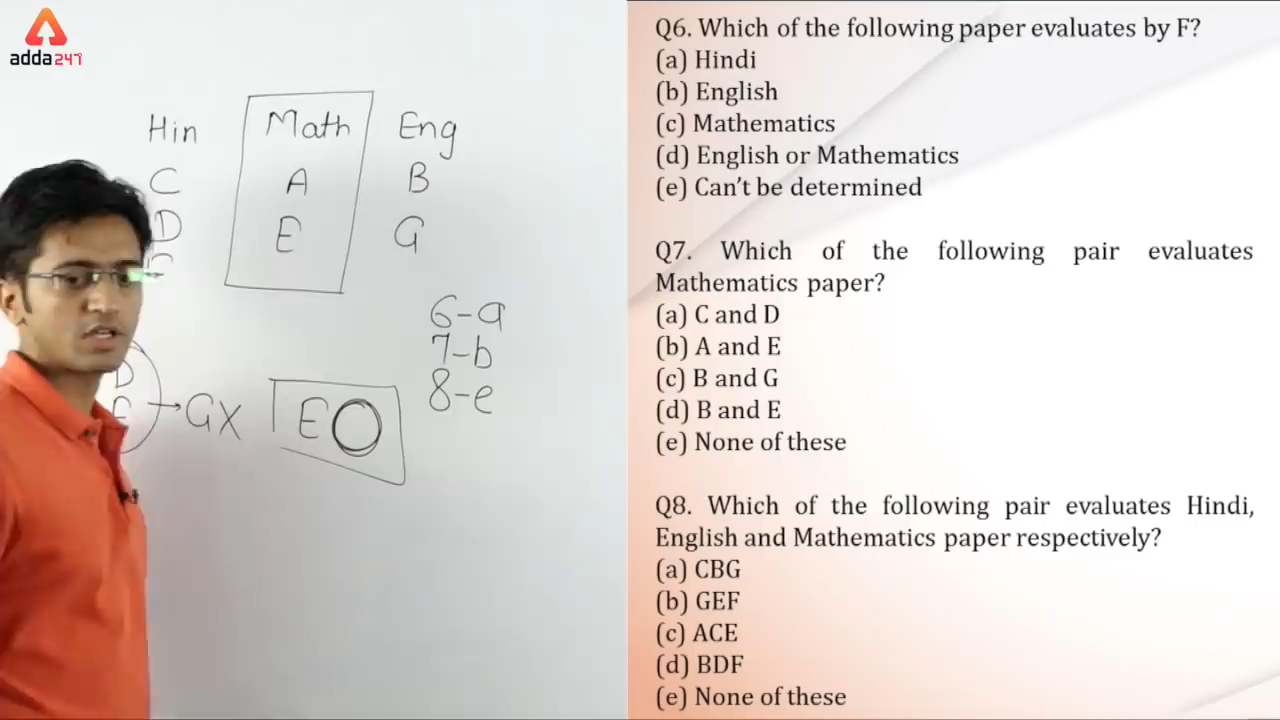 adda247
Hin Math Eng
C A B
D E G
6-a
7-b
8-e
D
→GX
E
Q6. Which of the following paper evaluates by F?
(a) Hindi
(b) English
(c) Mathematics
(d) English or Mathematics
(e) Can’t be determined
Q7. Which of the following pair evaluates
Mathematics paper?
(a) C and D
(b) A and E
(c) B and G
(d) B and E
(e) None of these
Q8. Which of the following pair evaluates Hindi,
English and Mathematics paper respectively?
(a) CBG
(b) GEF
(c) ACE
(d) BDF
(e) None of these